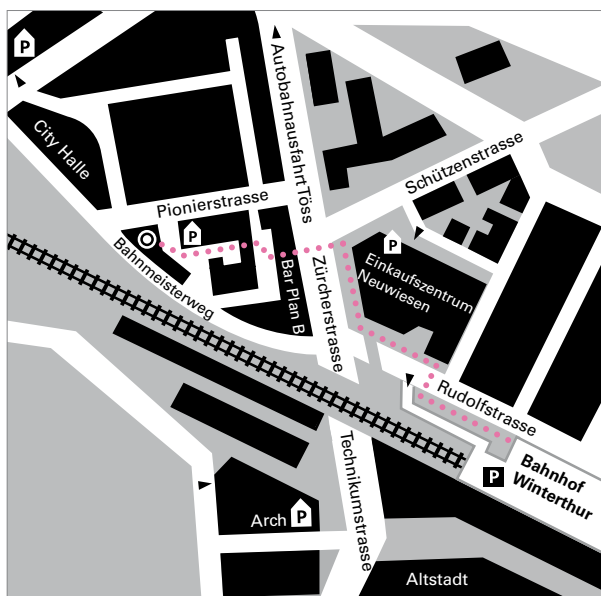 P
City Halle
Autobahnausfahrt Töss
Schützenstrasse
Pionierstrasse
P
P
Bahnmeisterweg
Bar Plan B
Zürcherstrasse
Einkaufszentrum
Neuwiesen
Rudolfstrasse
P
Bahnhof
Winterthur
Technikumstrasse
Arch P
Altstadt